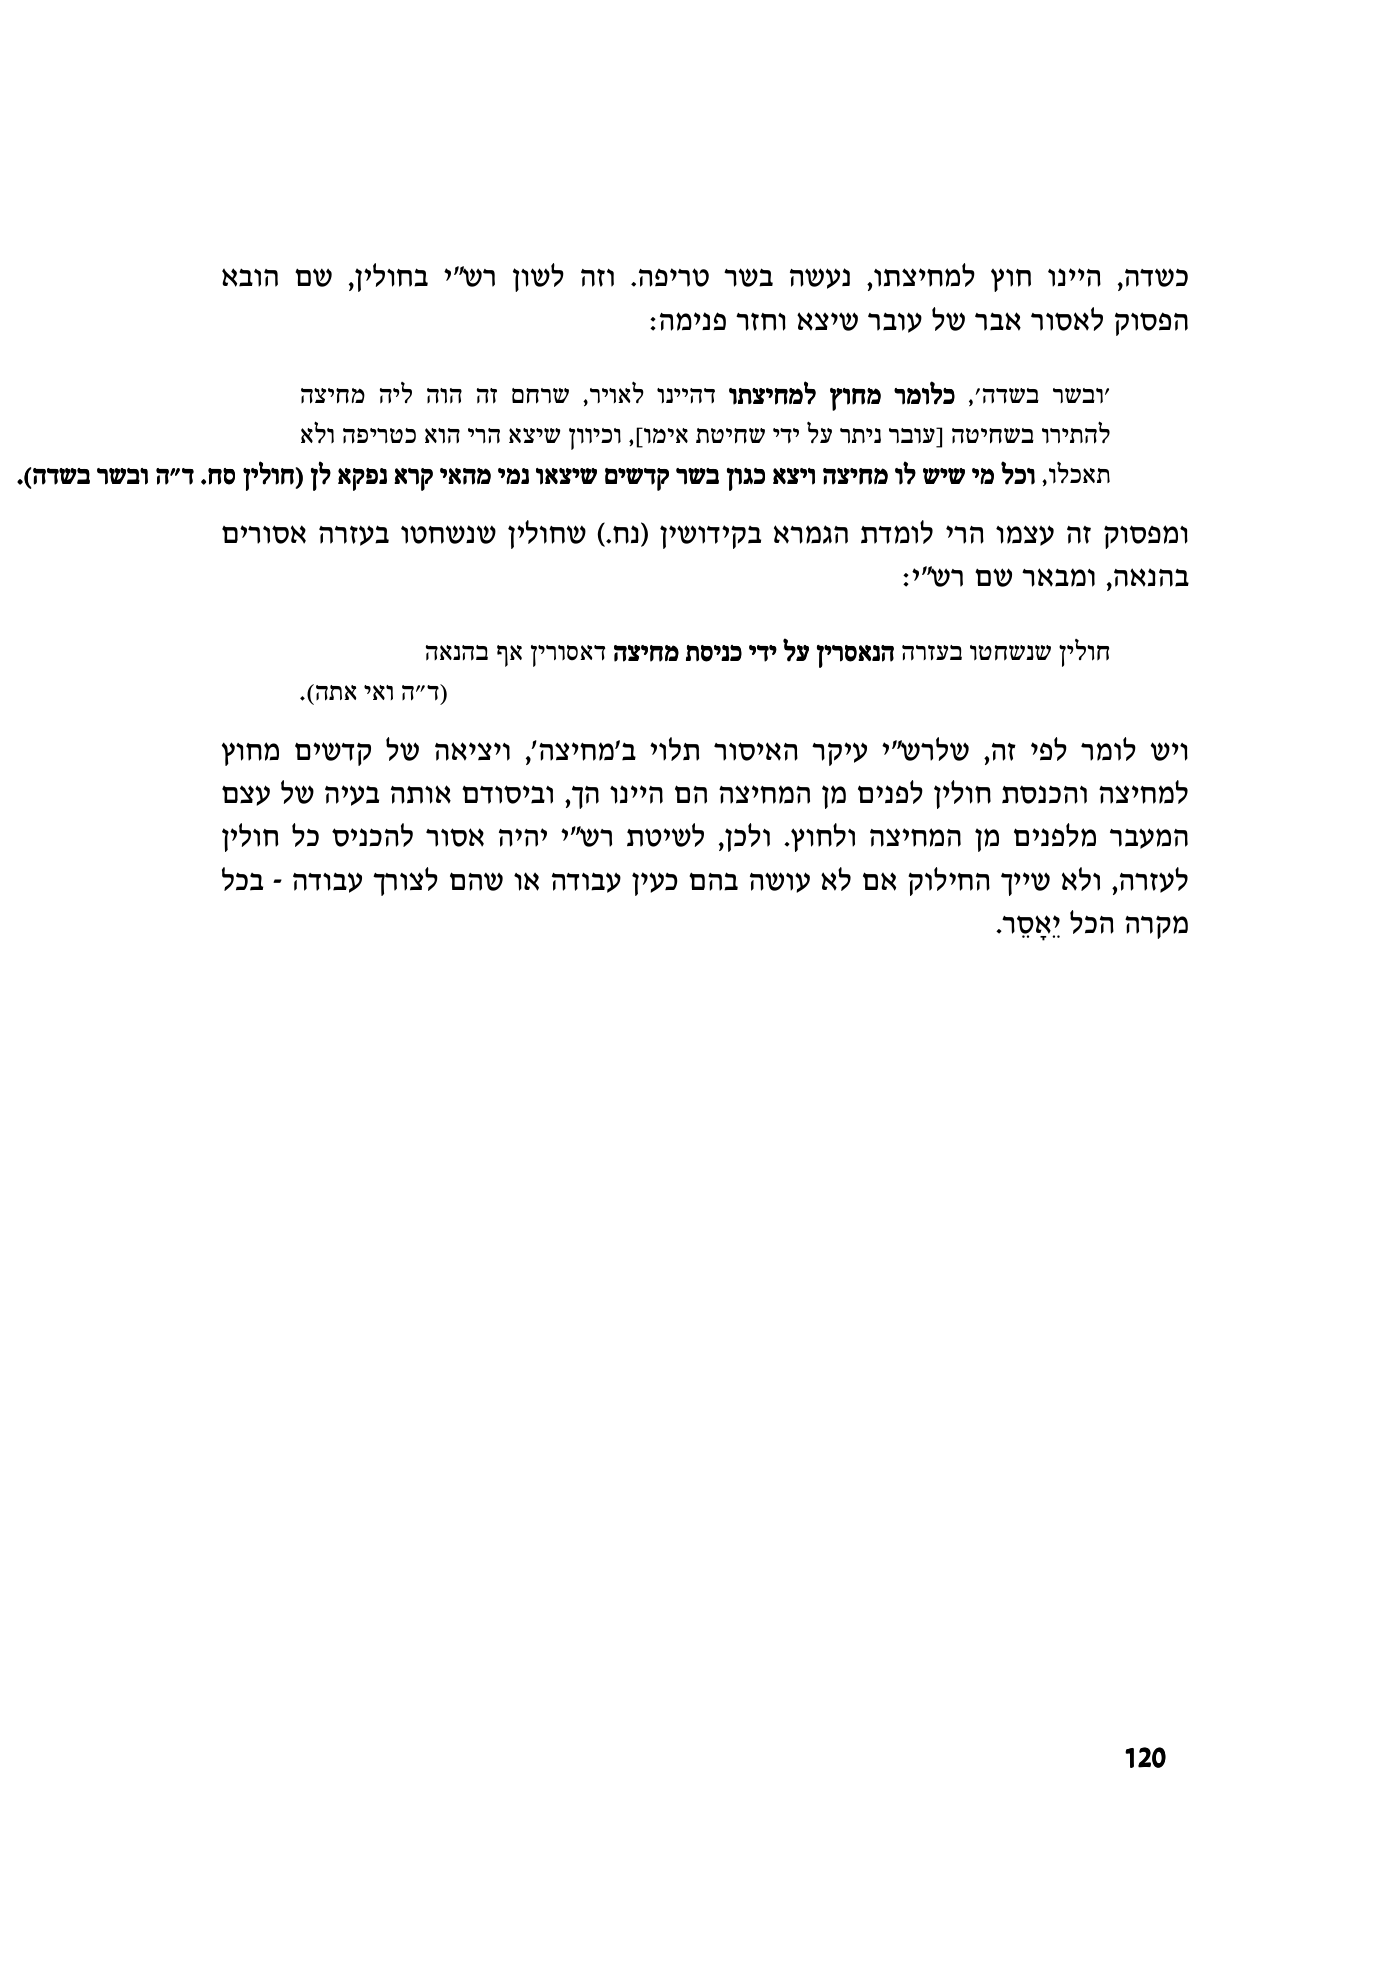 כשדה, היינו חוץ למחיצתו, נעשה בשר טריפה. וזה לשון רש״י בחולין, שם הובא
הפסוק לאסור אבר של עובר שיצא וחזר פנימה:
׳ובשר בשדה׳, כלומר מחוץ למחיצתו דהיינו לאויר, שרחם זה הוה ליה מחיצה
להתירו בשחיטה [עובר ניתר על ידי שחיטת אימו], וכיוון שיצא הרי הוא כטריפה ולא
תאכלו, וכל מי שיש לו מחיצה ויצא כגון בשר קדשים שיצאו נמי מהאי קרא נפקא לן (חולין סח. ד״ה ובשר בשדה).
ומפסוק זה עצמו הרי לומדת הגמרא בקידושין (נח.) שחולין שנשחטו בעזרה אסורים
בהנאה, ומבאר שם רש״י:
חולין שנשחטו בעזרה הנאסרין על ידי כניסת מחיצה דאסורין אף בהנאה
(ד״ה ואי אתה).
ויש לומר לפי זה, שלרש״י עיקר האיסור תלוי ב׳מחיצה׳, ויציאה של קדשים מחוץ
למחיצה והכנסת חולין לפנים מן המחיצה הם היינו הך, וביסודם אותה בעיה של עצם
המעבר מלפנים מן המחיצה ולחוץ. ולכן, לשיטת רש״י יהיה אסור להכניס כל חולין
לעזרה, ולא שייך החילוק אם לא עושה בהם כעין עבודה או שהם לצורך עבודה - בכל
מקרה הכל יֵאָסֵר.
120